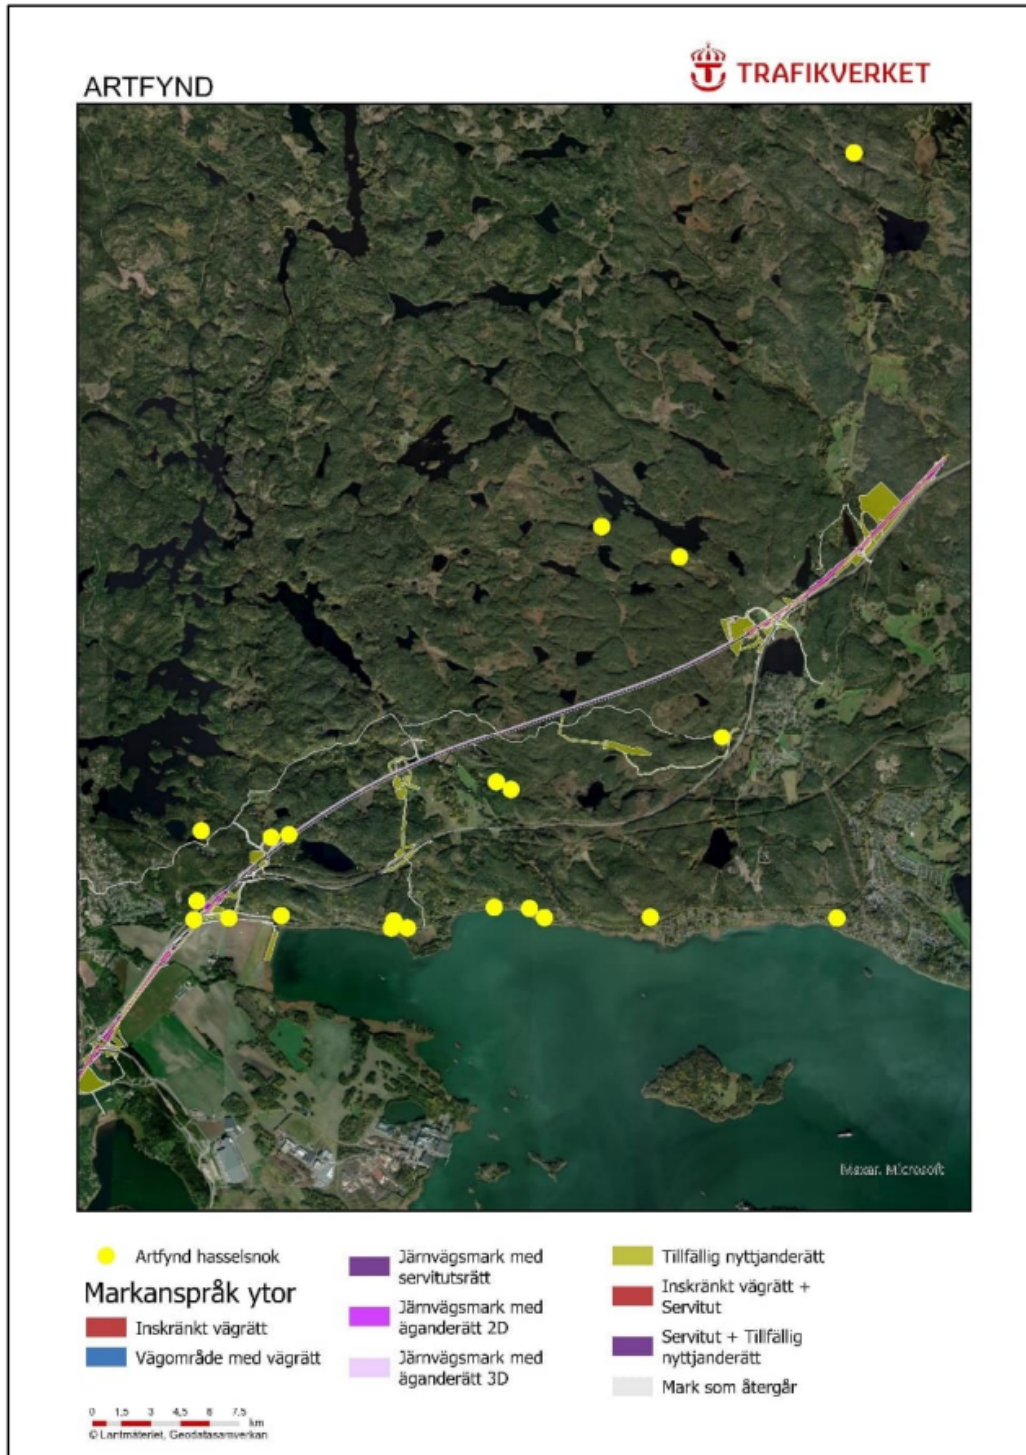 ARTFYND
TRAFIKVERKET
Maxar, Microsoft
Artfynd hasselsnok
Markanspråk ytor
Inskränkt vägrätt
Vägområde med vägrätt
Järnvägsmark med
servitutsrätt
Järnvägsmark med
äganderätt 2D
Järnvägsmark med
äganderätt 3D
Tillfällig nyttjanderätt
Inskränkt vägrätt +
Servitut
Servitut + Tillfällig
nyttjanderätt
Mark som återgår
0 1,5 3 4,5 6 7,5
km
© Lantmäteriet, Geodatasamverkan